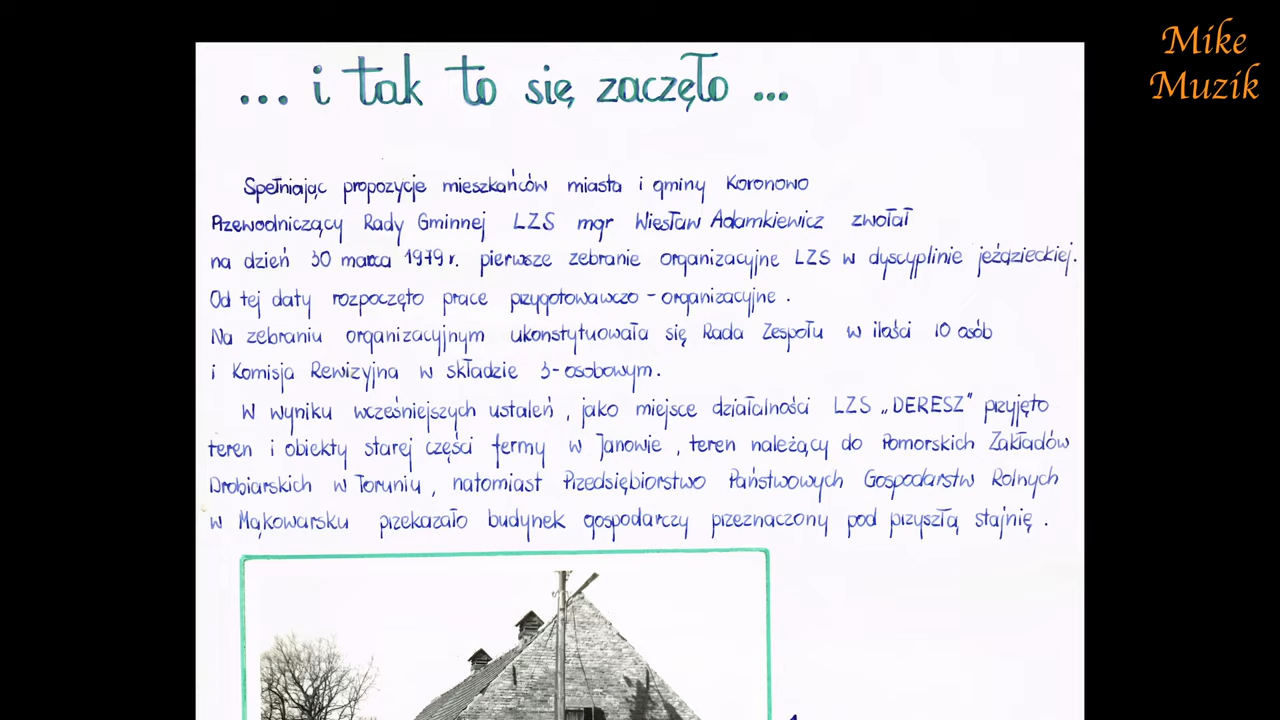 ... i tak to się zaczęło ...
Mike
Muzik
Spełniając propozycje mieszkańców miasta i gminy Koronowo
Przewodniczący Rady Gminnej LZS mgr Wiesław Adamkiewicz zwołał
na dzień 30 marca 1979 r. pierwsze zebranie organizacyjne LZS w dyscyplinie jeździeckiej.
Od tej daty rozpoczęto prace przygotowawczo - organizacyjne .
Na zebraniu organizacyjnym ukonstytuowała się Rada Zespołu w ilości 10 osób
i Komisja Rewizyjna w składzie 3-osobowym.
W wyniku wcześniejszych ustaleń , jako miejsce działalności LZS „DERESZ” przyjęto
teren i obiekty starej części fermy w Janowie , teren należący do Pomorskich Zakładów
Drobiarskich w Toruniu , natomiast Przedsiębiorstwo Państwowych Gospodarstw Rolnych
w Mąkowarsku przekazało budynek gospodarczy przeznaczony pod przyszłą stajnię .